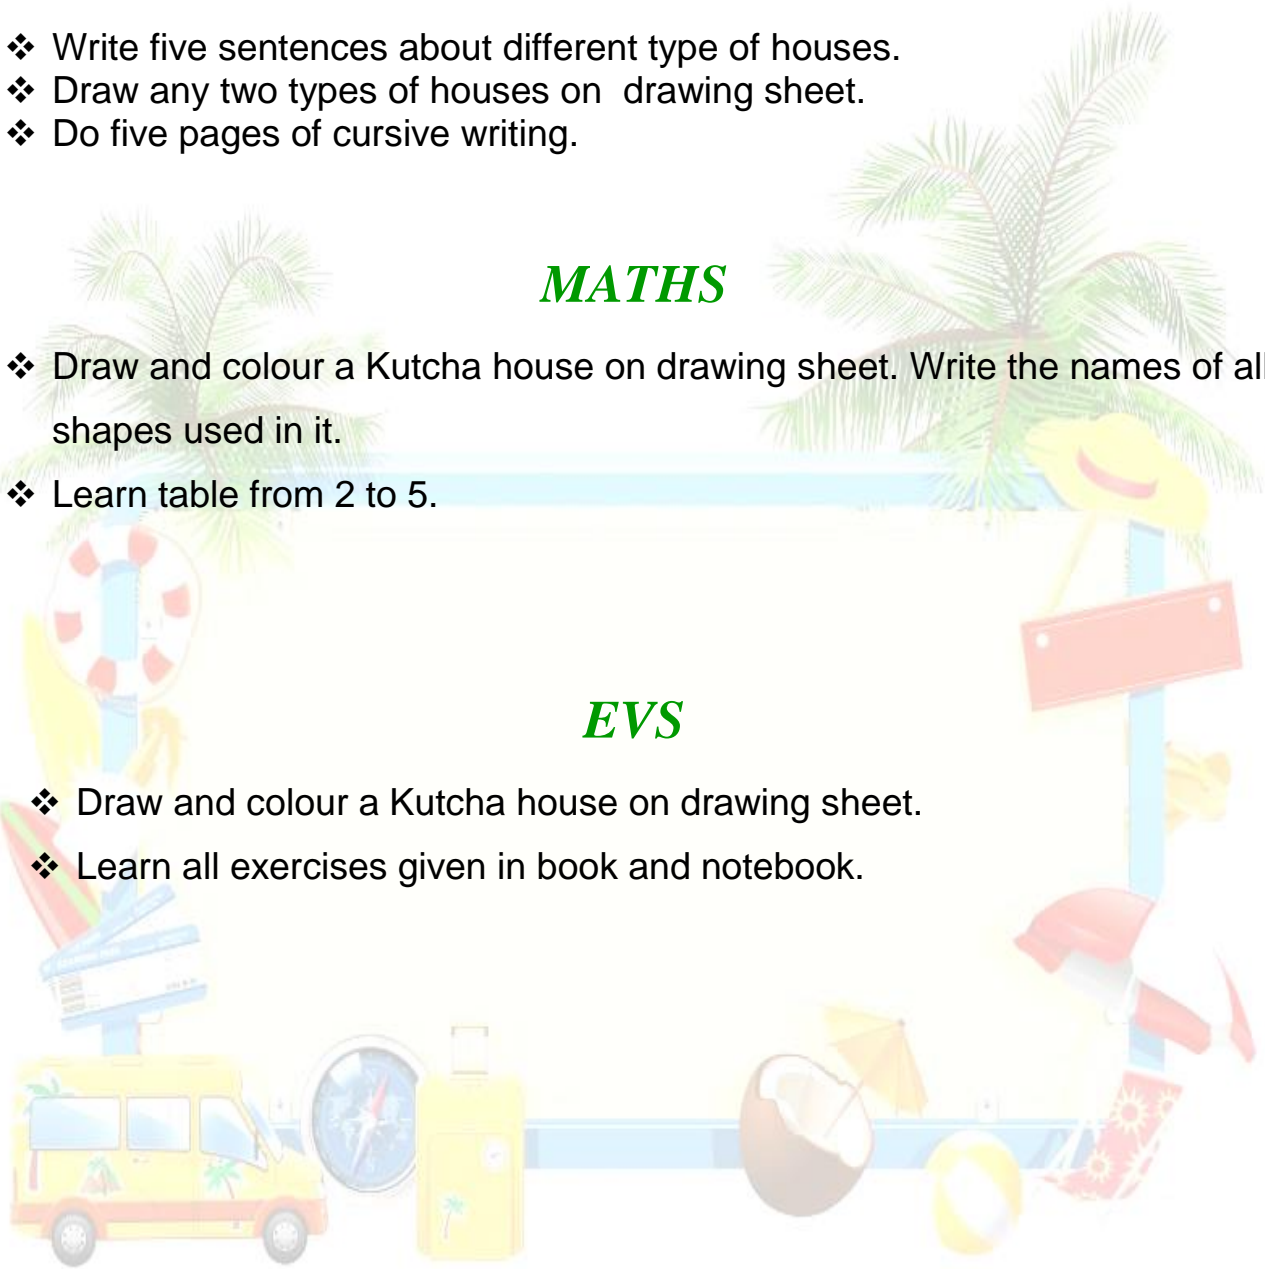 ❖ Write five sentences about different type of houses.
❖ Draw any two types of houses on drawing sheet.
❖ Do five pages of cursive writing.
MATHS
❖ Draw and colour a Kutcha house on drawing sheet. Write the names of all
shapes used in it.
❖ Learn table from 2 to 5.
EVS
❖ Draw and colour a Kutcha house on drawing sheet.
❖ Learn all exercises given in book and notebook.